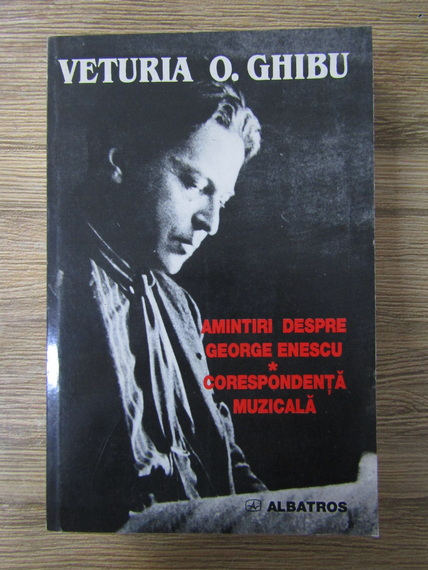 VETURIA O. GHIBU
AMINTIRI DESPRE
GEORGE ENESCU
*
CORESPONDENȚĂ
MUZICALĂ
ALBATROS